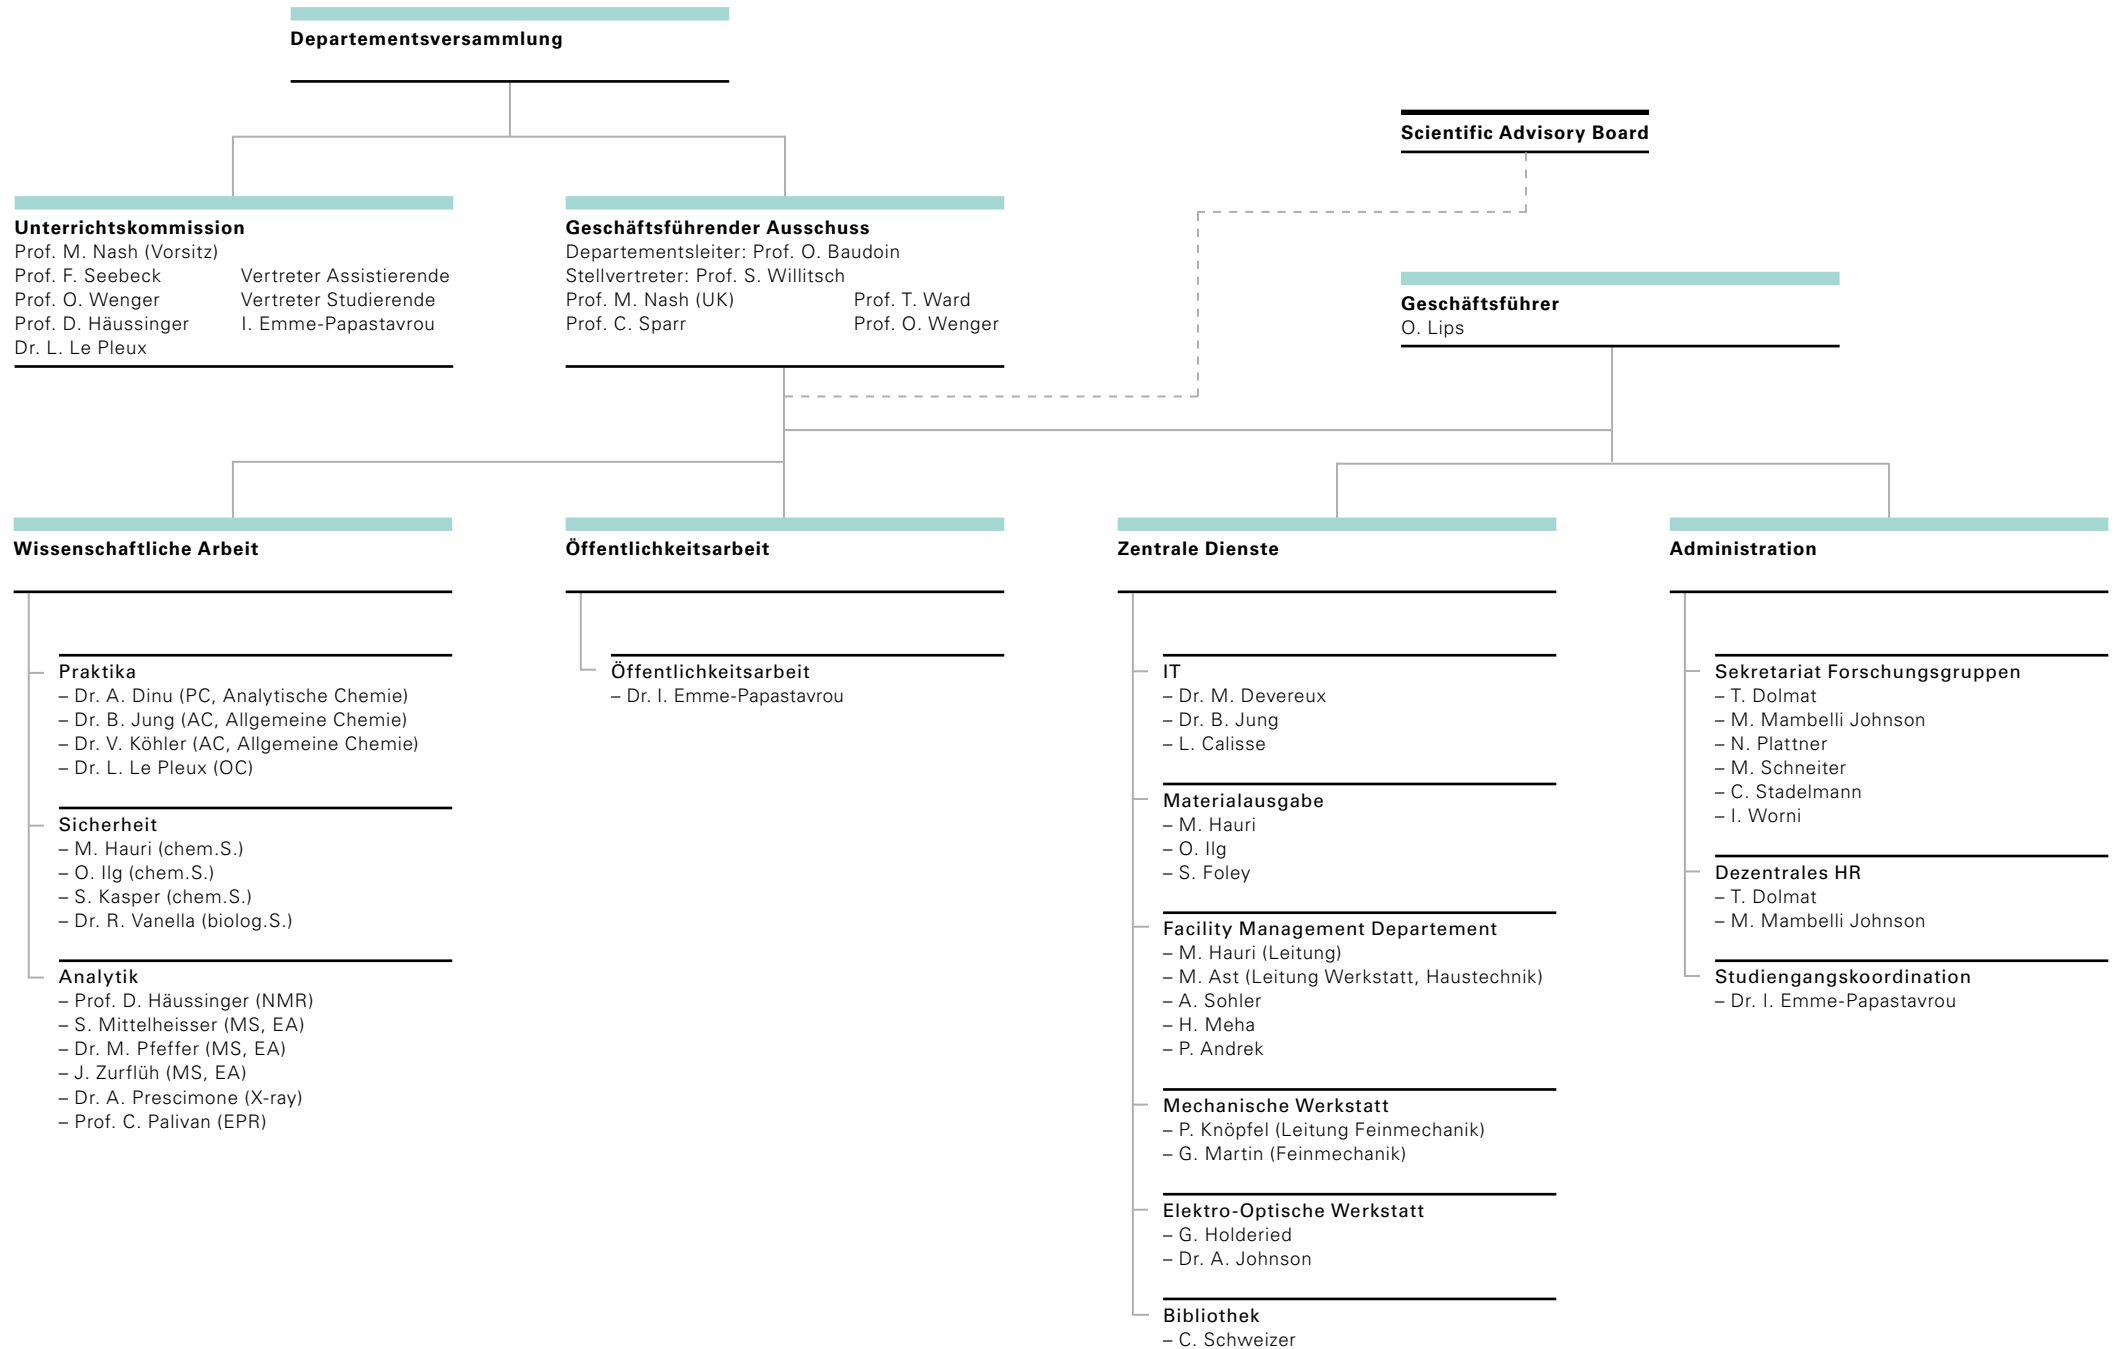 Departementsversammlung
Scientific Advisory Board
Unterrichtskommission
Prof. M. Nash (Vorsitz)
Prof. F. Seebeck
Vertreter Assistierende
Prof. O. Wenger
Vertreter Studierende
Prof. D. Häussinger
I. Emme-Papastavrou
Dr. L. Le Pleux
Geschäftsführender Ausschuss
Departementsleiter: Prof. O. Baudoin
Stellvertreter: Prof. S. Willitsch
Prof. M. Nash (UK)
Prof. T. Ward
Prof. C. Sparr
Prof. O. Wenger
Geschäftsführer
O. Lips
Wissenschaftliche Arbeit
Praktika
– Dr. A. Dinu (PC, Analytische Chemie)
– Dr. B. Jung (AC, Allgemeine Chemie)
– Dr. V. Köhler (AC, Allgemeine Chemie)
– Dr. L. Le Pleux (OC)
Sicherheit
– M. Hauri (chem.S.)
– O. Ilg (chem.S.)
– S. Kasper (chem.S.)
– Dr. R. Vanella (biolog.S.)
Analytik
– Prof. D. Häussinger (NMR)
– S. Mittelheisser (MS, EA)
– Dr. M. Pfeffer (MS, EA)
– J. Zurflüh (MS, EA)
– Dr. A. Prescimone (X-ray)
– Prof. C. Palivan (EPR)
Öffentlichkeitsarbeit
Öffentlichkeitsarbeit
– Dr. I. Emme-Papastavrou
Zentrale Dienste
IT
– Dr. M. Devereux
– Dr. B. Jung
– L. Calisse
Materialausgabe
– M. Hauri
– O. Ilg
– S. Foley
Facility Management Departement
– M. Hauri (Leitung)
– M. Ast (Leitung Werkstatt, Haustechnik)
– A. Sohler
– H. Meha
– P. Andrek
Mechanische Werkstatt
– P. Knöpfel (Leitung Feinmechanik)
– G. Martin (Feinmechanik)
Elektro-Optische Werkstatt
– G. Holderied
– Dr. A. Johnson
Bibliothek
– C. Schweizer
Administration
Sekretariat Forschungsgruppen
– T. Dolmat
– M. Mambelli Johnson
– N. Plattner
– M. Schneiter
– C. Stadelmann
– I. Worni
Dezentrales HR
– T. Dolmat
– M. Mambelli Johnson
Studiengangskoordination
– Dr. I. Emme-Papastavrou